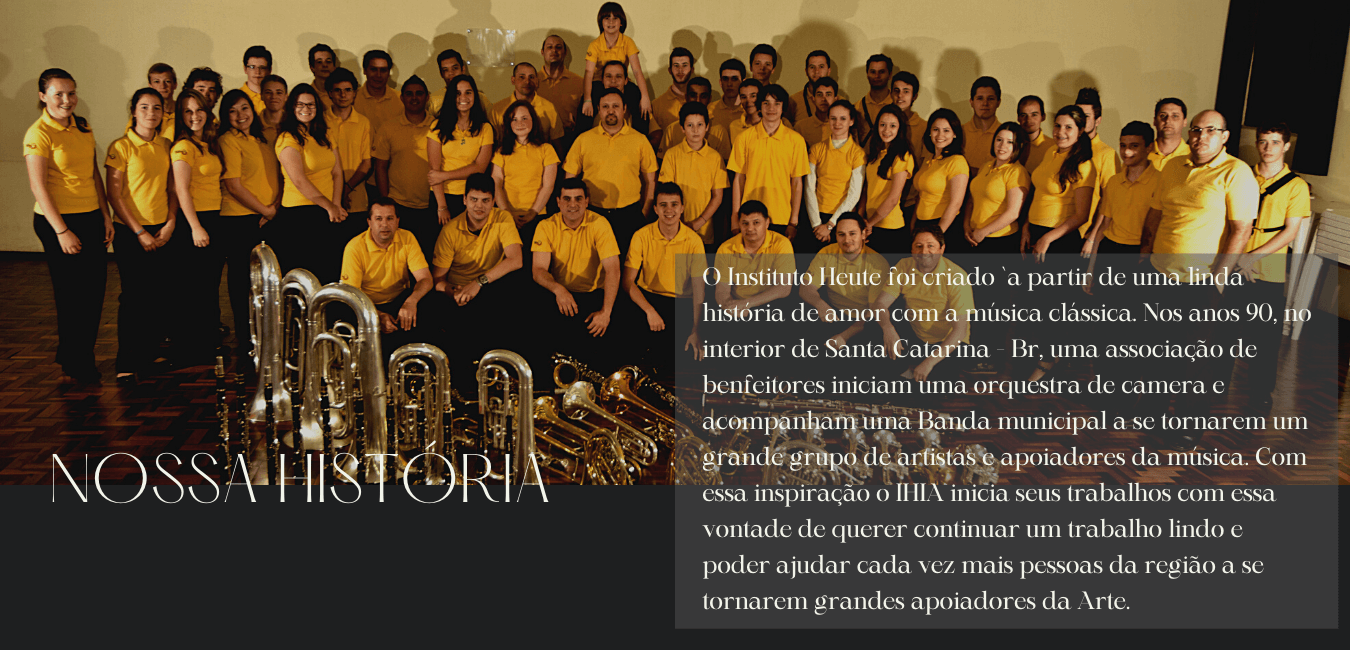 NOSSA HISTÓRIA
O Instituto Heute foi criado `a partir de uma linda
história de amor com a música clássica. Nos anos 90, no
interior de Santa Catarina - Br, uma associação de
benfeitores iniciam uma orquestra de camera e
acompanham uma Banda municipal a se tornarem um
grande grupo de artistas e apoiadores da música. Com
essa inspiração o IHIA inicia seus trabalhos com essa
vontade de querer continuar um trabalho lindo e
poder ajudar cada vez mais pessoas da região a se
tornarem grandes apoiadores da Arte.